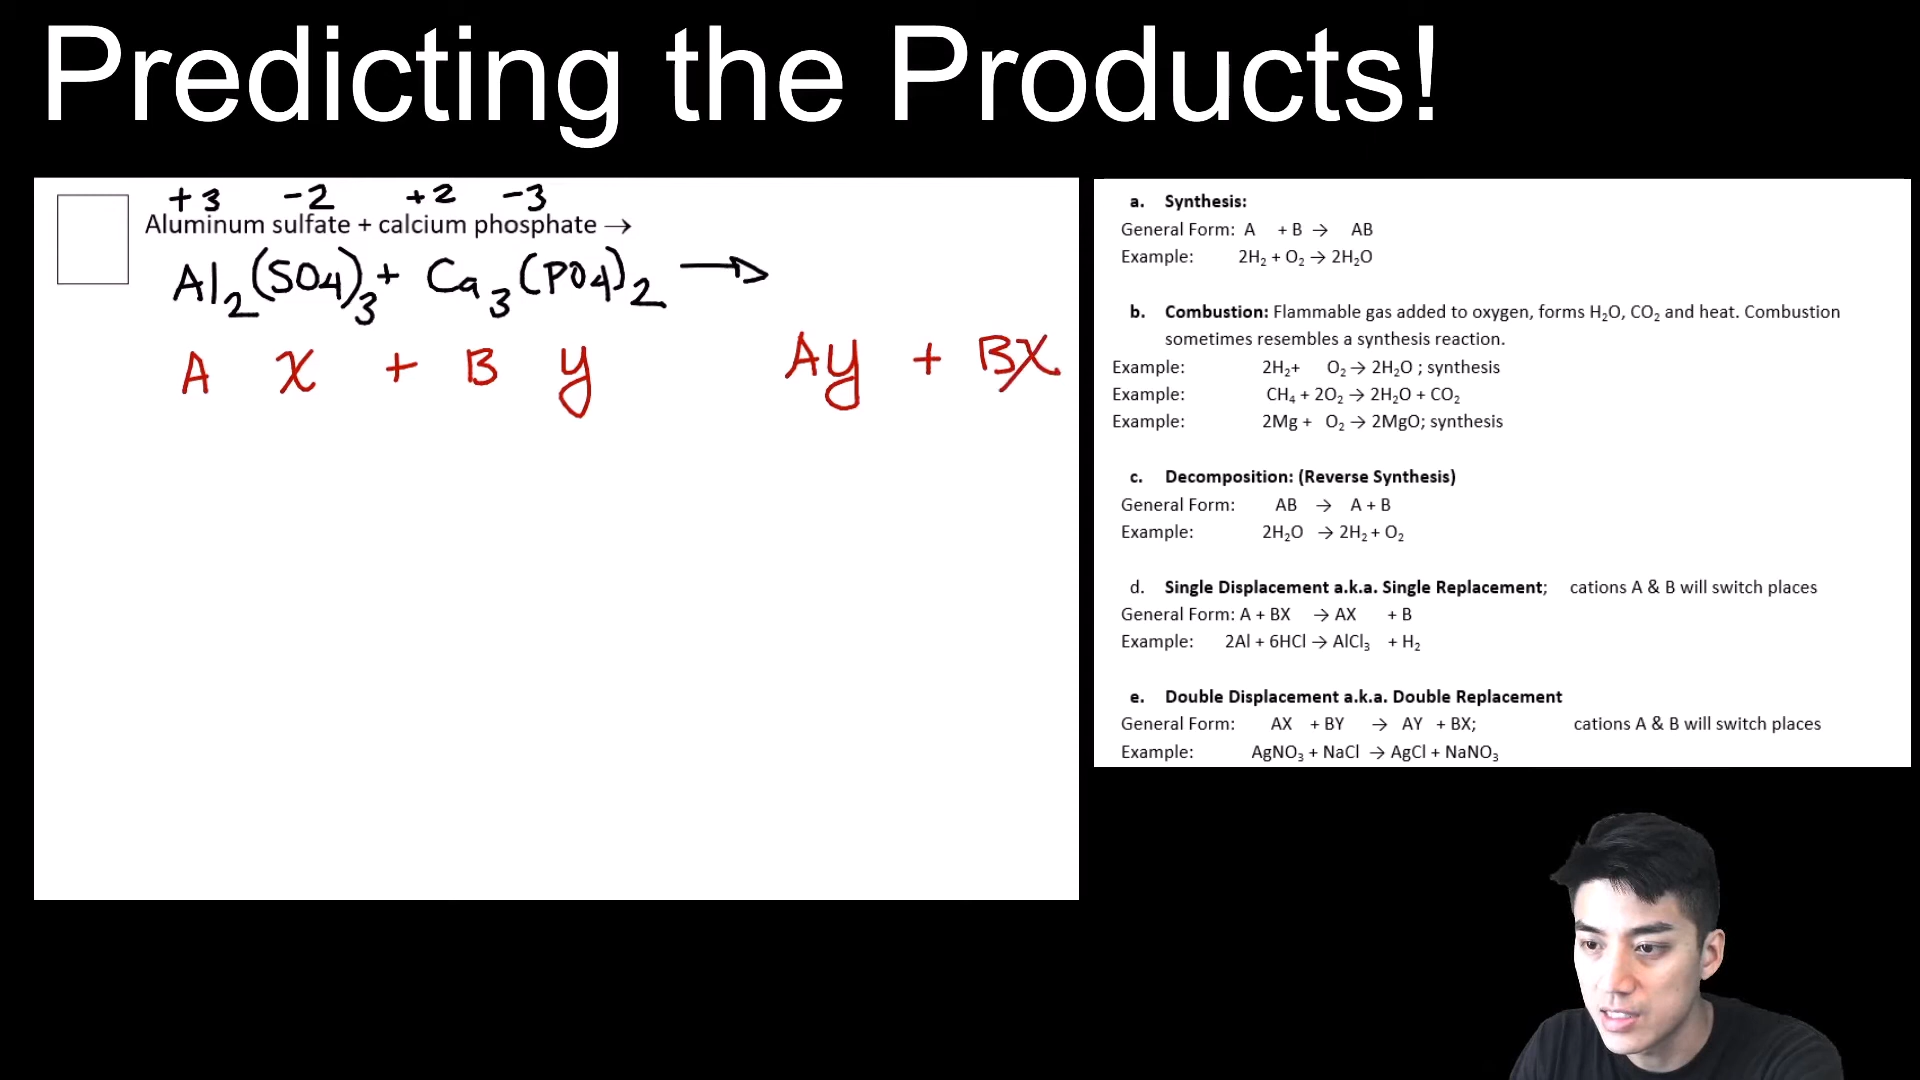 Predicting the Products!
+3 -2 +2 -3
Aluminum sulfate + calcium phosphate →
Al₂(SO₄)₃ + Ca₃(PO₄)₂ →
A X + B Y AY + BX
a. Synthesis:
General Form: A + B → AB
Example: 2H₂ + O₂ → 2H₂O
b. Combustion: Flammable gas added to oxygen, forms H₂O, CO₂ and heat. Combustion
sometimes resembles a synthesis reaction.
Example: 2H₂+ O₂ → 2H₂O ; synthesis
Example: CH₄ + 2O₂ → 2H₂O + CO₂
Example: 2Mg + O₂ → 2MgO; synthesis
c. Decomposition: (Reverse Synthesis)
General Form: AB → A + B
Example: 2H₂O → 2H₂ + O₂
d. Single Displacement a.k.a. Single Replacement; cations A & B will switch places
General Form: A + BX → AX + B
Example: 2Al + 6HCl → AlCl₃ + H₂
e. Double Displacement a.k.a. Double Replacement
General Form: AX + BY → AY + BX; cations A & B will switch places
Example: AgNO₃ + NaCl → AgCl + NaNO₃